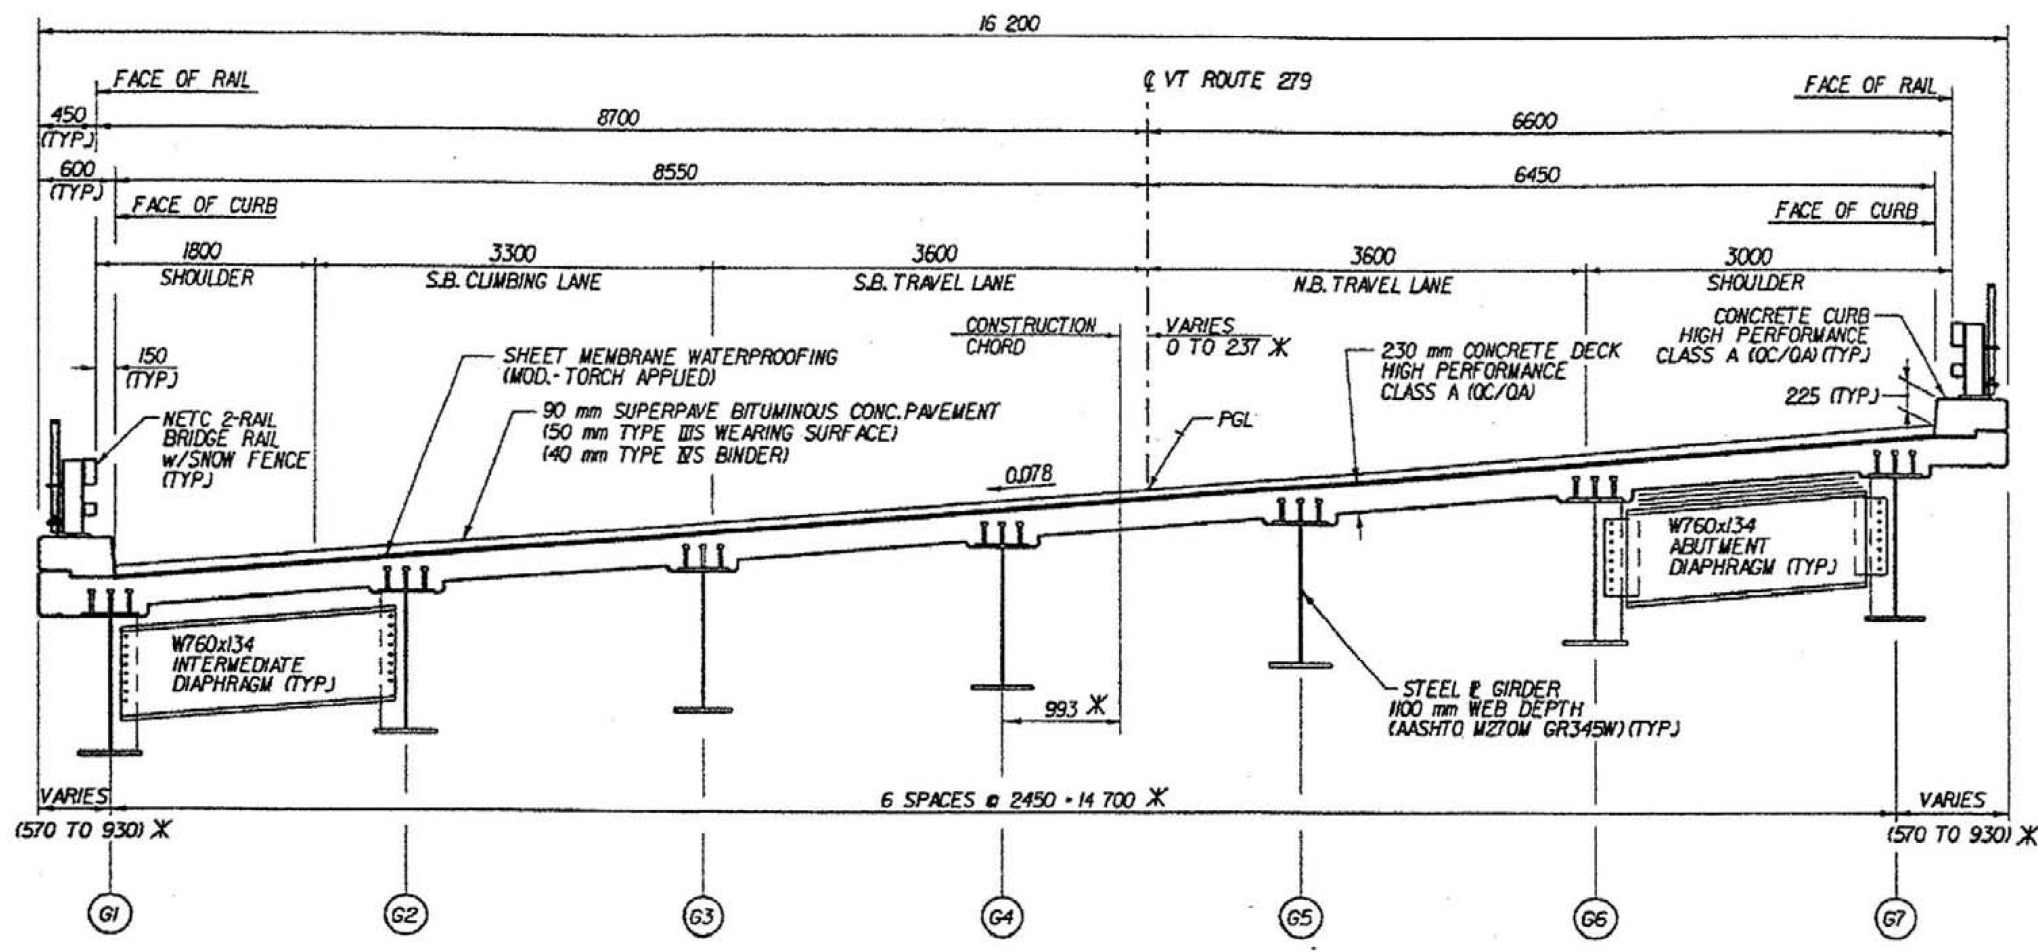 16 200
FACE OF RAIL
℄ VT ROUTE 279
FACE OF RAIL
450
(TYP.)
8700
6600
600
(TYP.)
8550
6450
FACE OF CURB
FACE OF CURB
1800
SHOULDER
3300
S.B. CLIMBING LANE
3600
S.B. TRAVEL LANE
3600
N.B. TRAVEL LANE
3000
SHOULDER
CONSTRUCTION
CHORD
VARIES
0 TO 237 Ж
CONCRETE CURB
HIGH PERFORMANCE
CLASS A (QC/QA) (TYP.)
150
(TYP.)
SHEET MEMBRANE WATERPROOFING
(MOD.- TORCH APPLIED)
230 mm CONCRETE DECK
HIGH PERFORMANCE
CLASS A (QC/QA)
225 (TYP.)
NETC 2-RAIL
BRIDGE RAIL
w/SNOW FENCE
(TYP.)
90 mm SUPERPAVE BITUMINOUS CONC. PAVEMENT
(50 mm TYPE IIIS WEARING SURFACE)
(40 mm TYPE IVS BINDER)
PGL
0.078
W760x134
ABUTMENT
DIAPHRAGM (TYP.)
W760x134
INTERMEDIATE
DIAPHRAGM (TYP.)
993 Ж
STEEL ℄ GIRDER
1100 mm WEB DEPTH
(AASHTO M270M GR345W) (TYP.)
VARIES
(570 TO 930) Ж
6 SPACES @ 2450 = 14 700 Ж
VARIES
(570 TO 930) Ж
G1
G2
G3
G4
G5
G6
G7